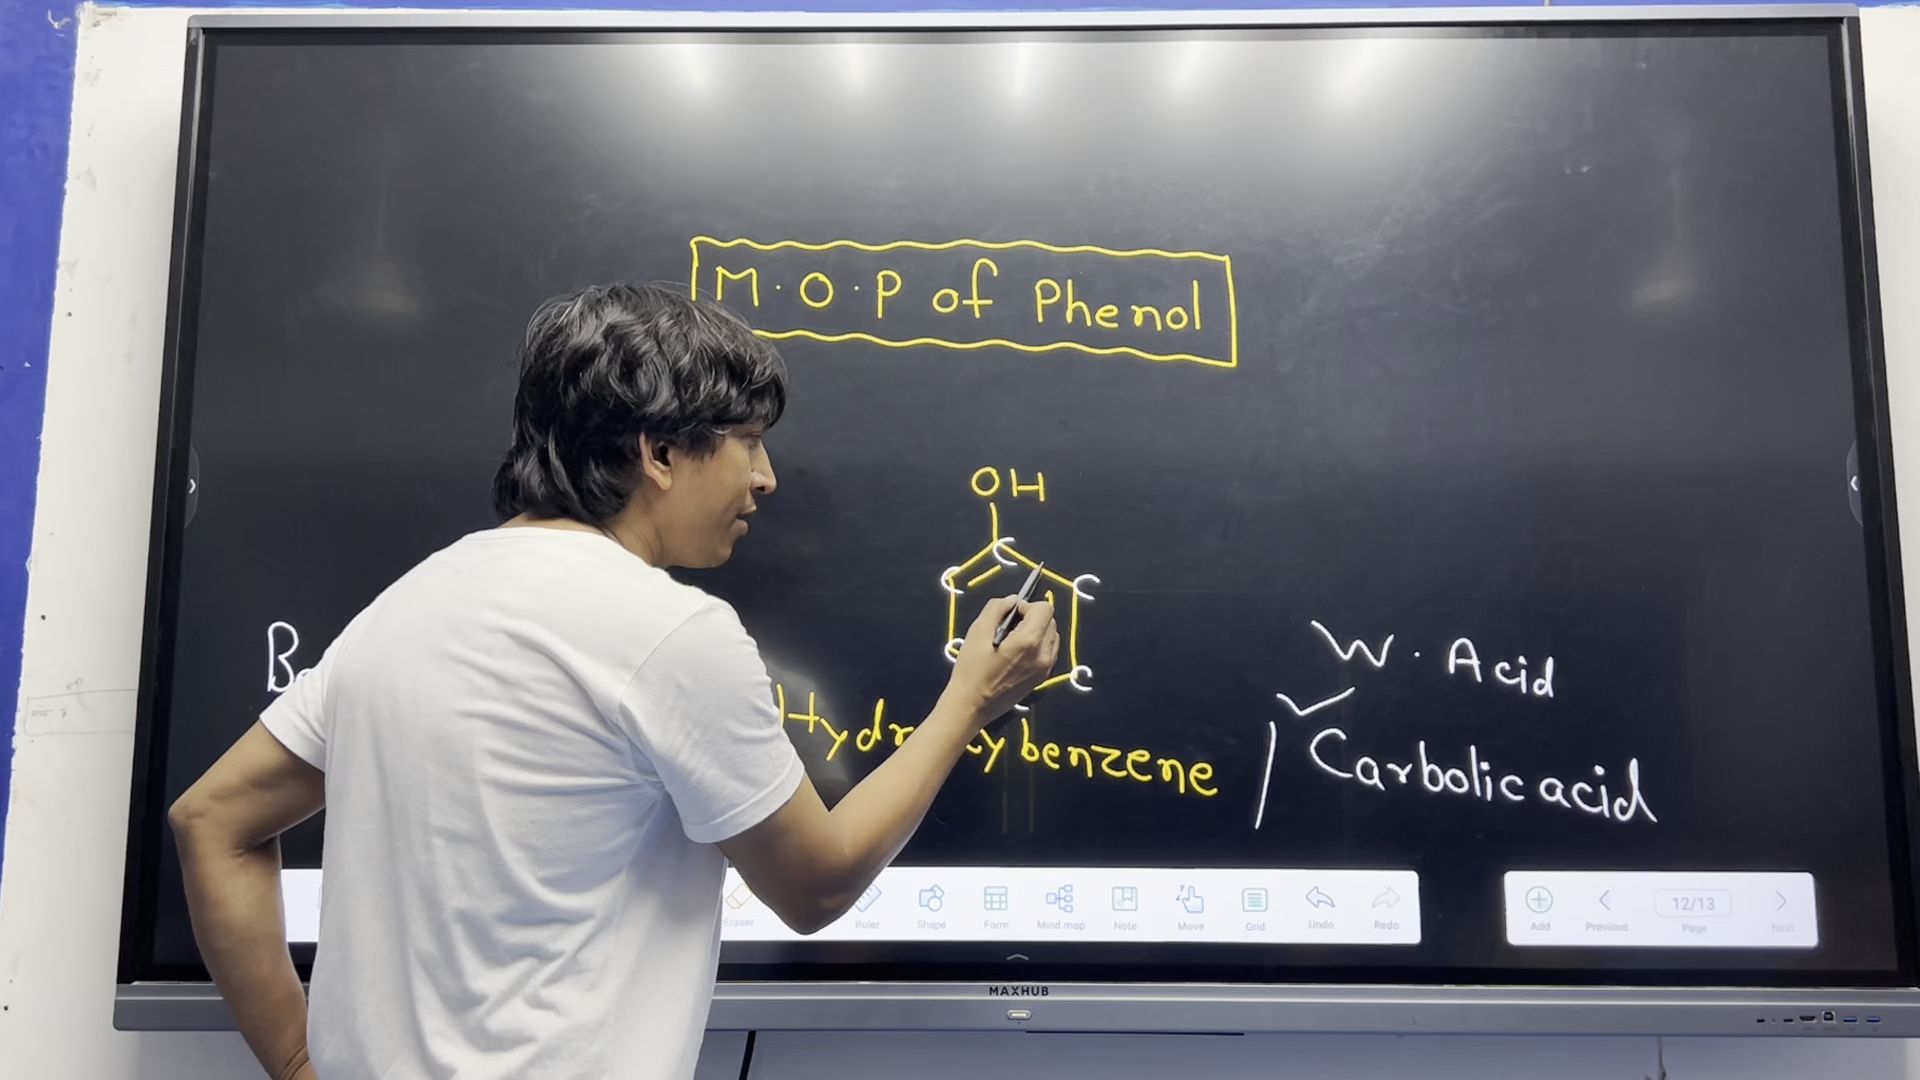 M.O.P of Phenol
OH
C
C C
C
C
W. Acid
Hydroxybenzene / Carbolic acid
Eraser Ruler Shape Form Mind map Note Move Grid Undo Redo Add Previous 12/13 Page Next
MAXHUB